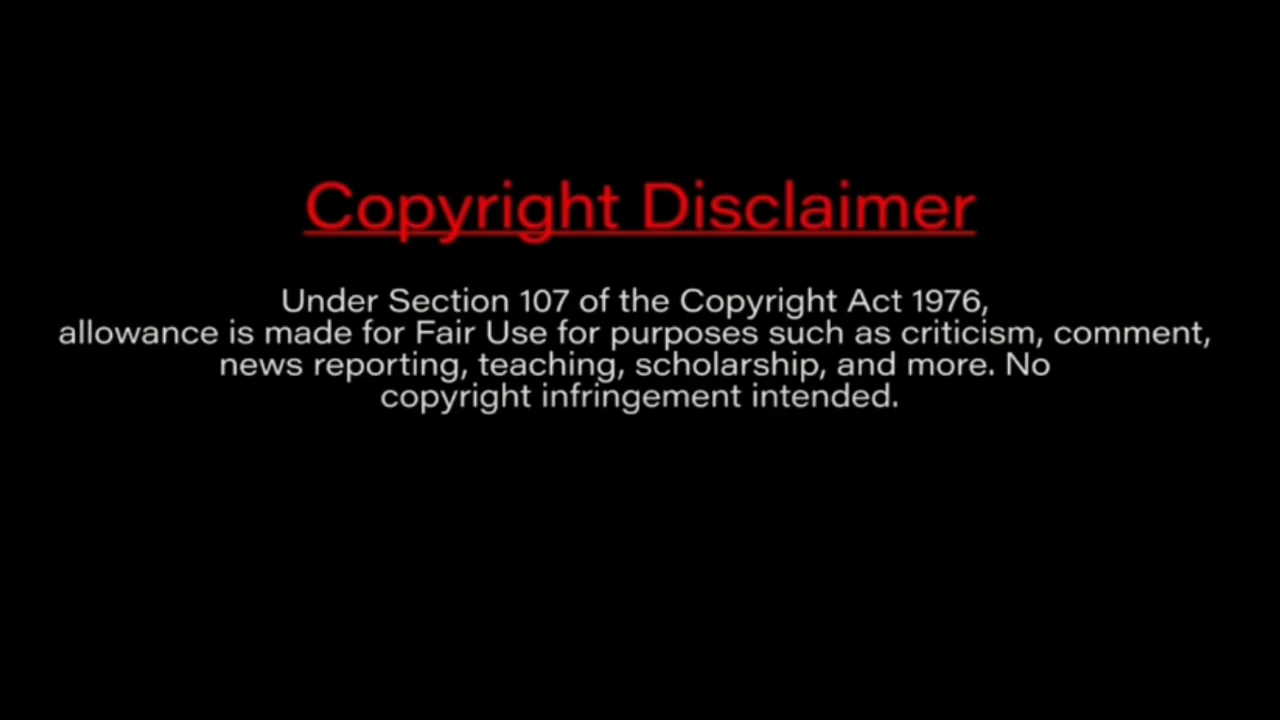 Copyright Disclaimer
Under Section 107 of the Copyright Act 1976,
allowance is made for Fair Use for purposes such as criticism, comment,
news reporting, teaching, scholarship, and more. No
copyright infringement intended.